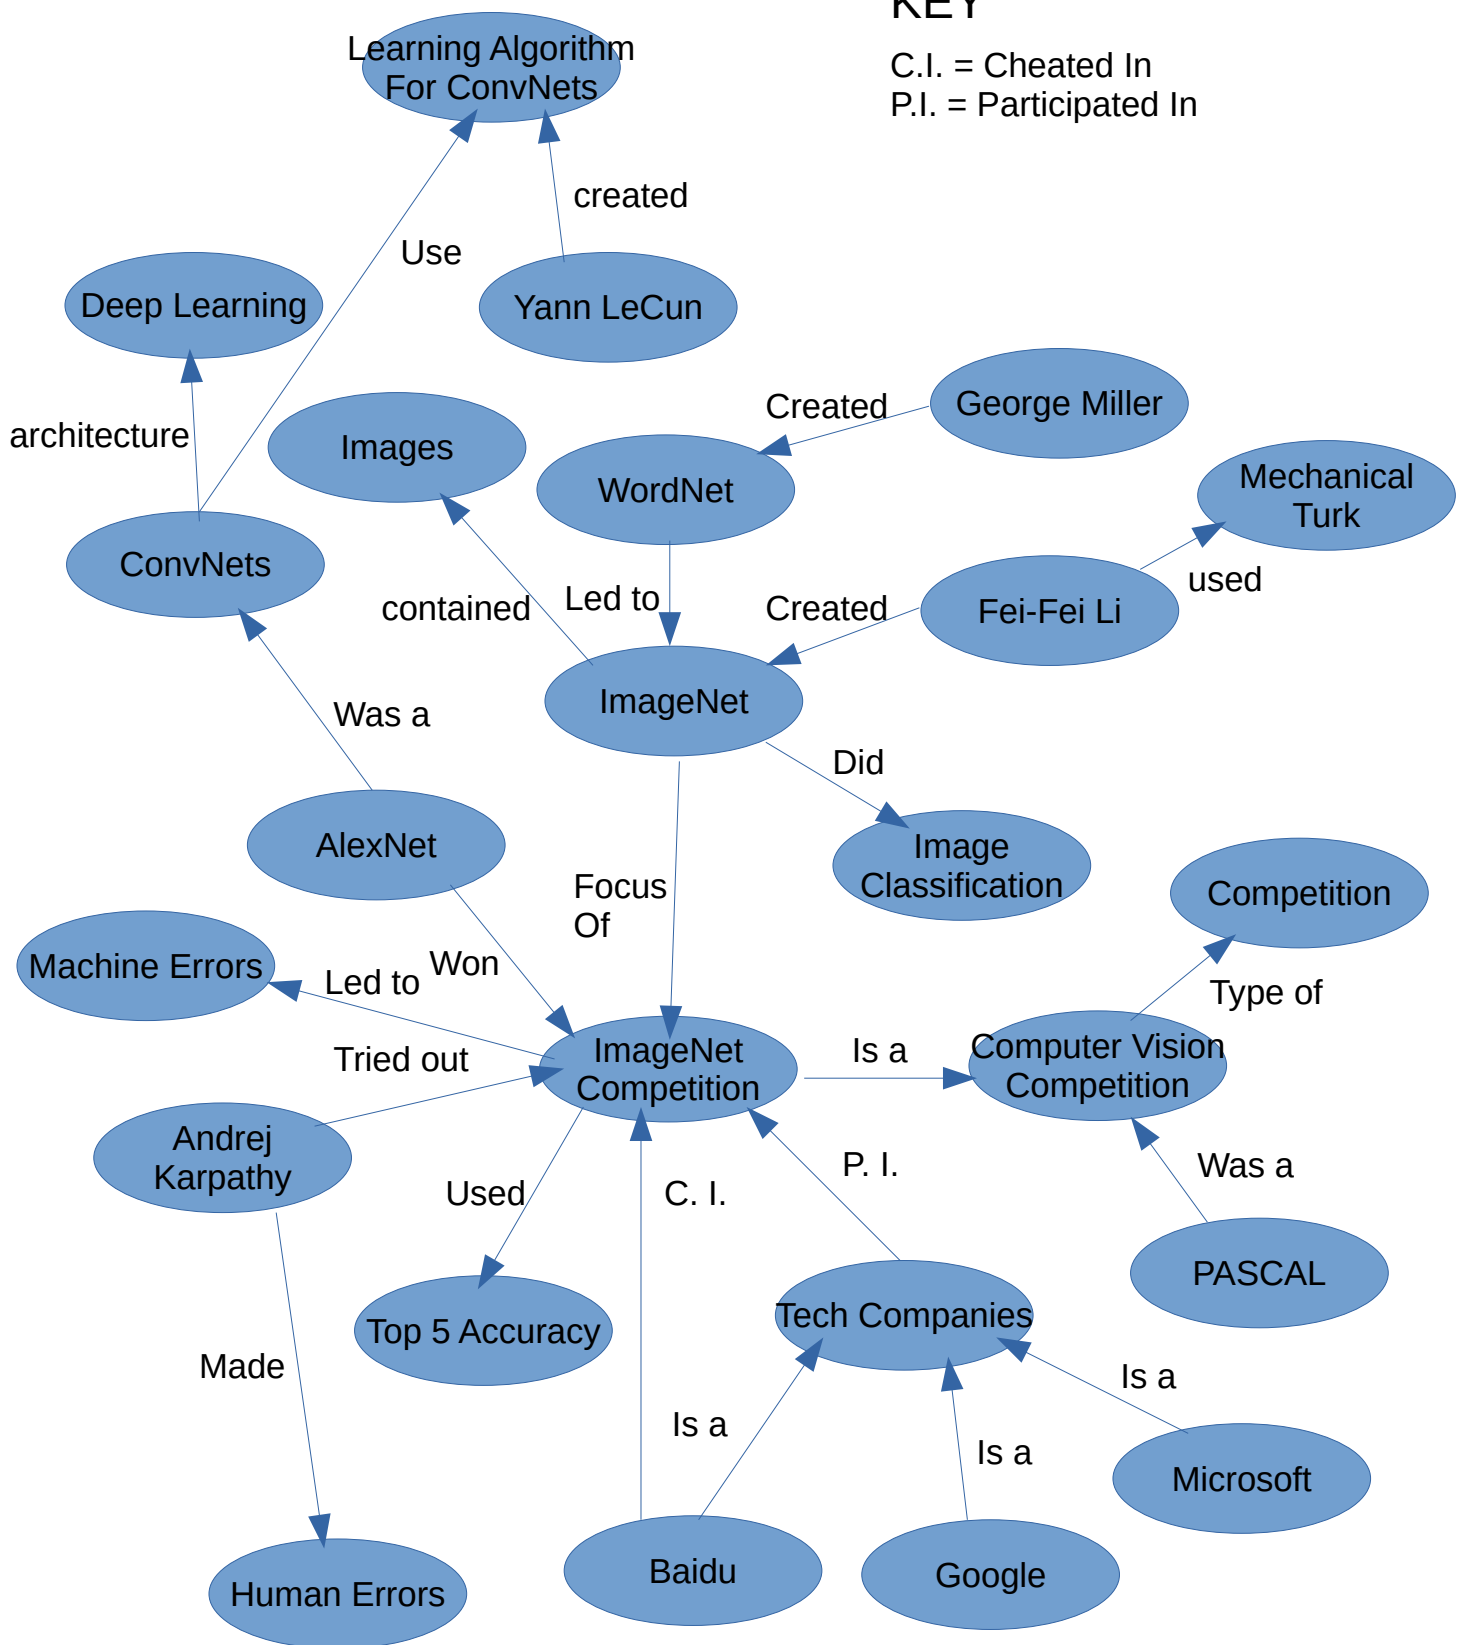 KEY
Learning Algorithm
For ConvNets
C.I. = Cheated In
P.I. = Participated In
created
Use
Deep Learning
Yann LeCun
George Miller
Created
architecture
Images
WordNet
Mechanical
Turk
ConvNets
used
contained
Led to
Created
Fei-Fei Li
ImageNet
Was a
Did
AlexNet
Image
Classification
Focus
Of
Competition
Machine Errors
Won
Led to
Type of
Tried out
ImageNet
Competition
Is a
Computer Vision
Competition
Andrej
Karpathy
P. I.
Was a
Used
C. I.
PASCAL
Tech Companies
Top 5 Accuracy
Made
Is a
Is a
Is a
Microsoft
Baidu
Google
Human Errors